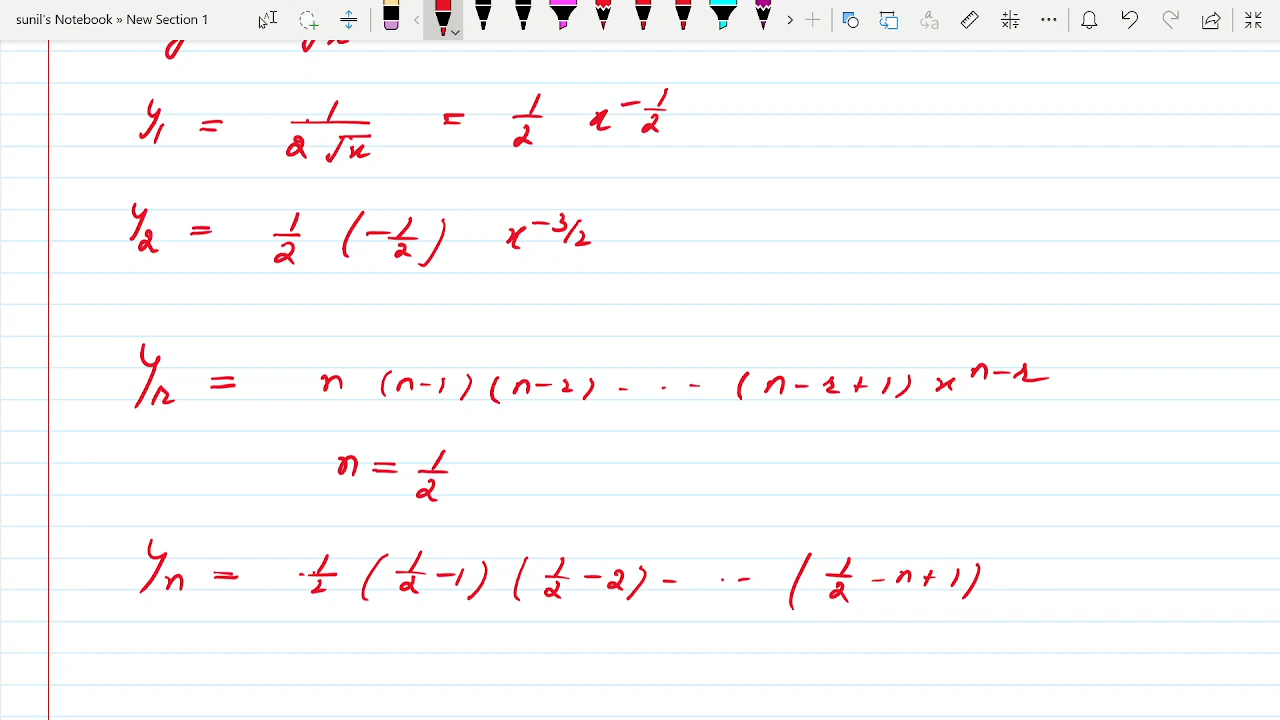 sunil's Notebook » New Section 1
y = √x
y₁ = 1/(2√x) = 1/2 x^(-1/2)
y₂ = 1/2 (-1/2) x^(-3/2)
yᵣ = n (n-1)(n-2) - ·· - (n-r+1) x^(n-r)
n = 1/2
yₙ = 1/2 (1/2 -1)(1/2 -2) - ·· - (1/2 -n+1)